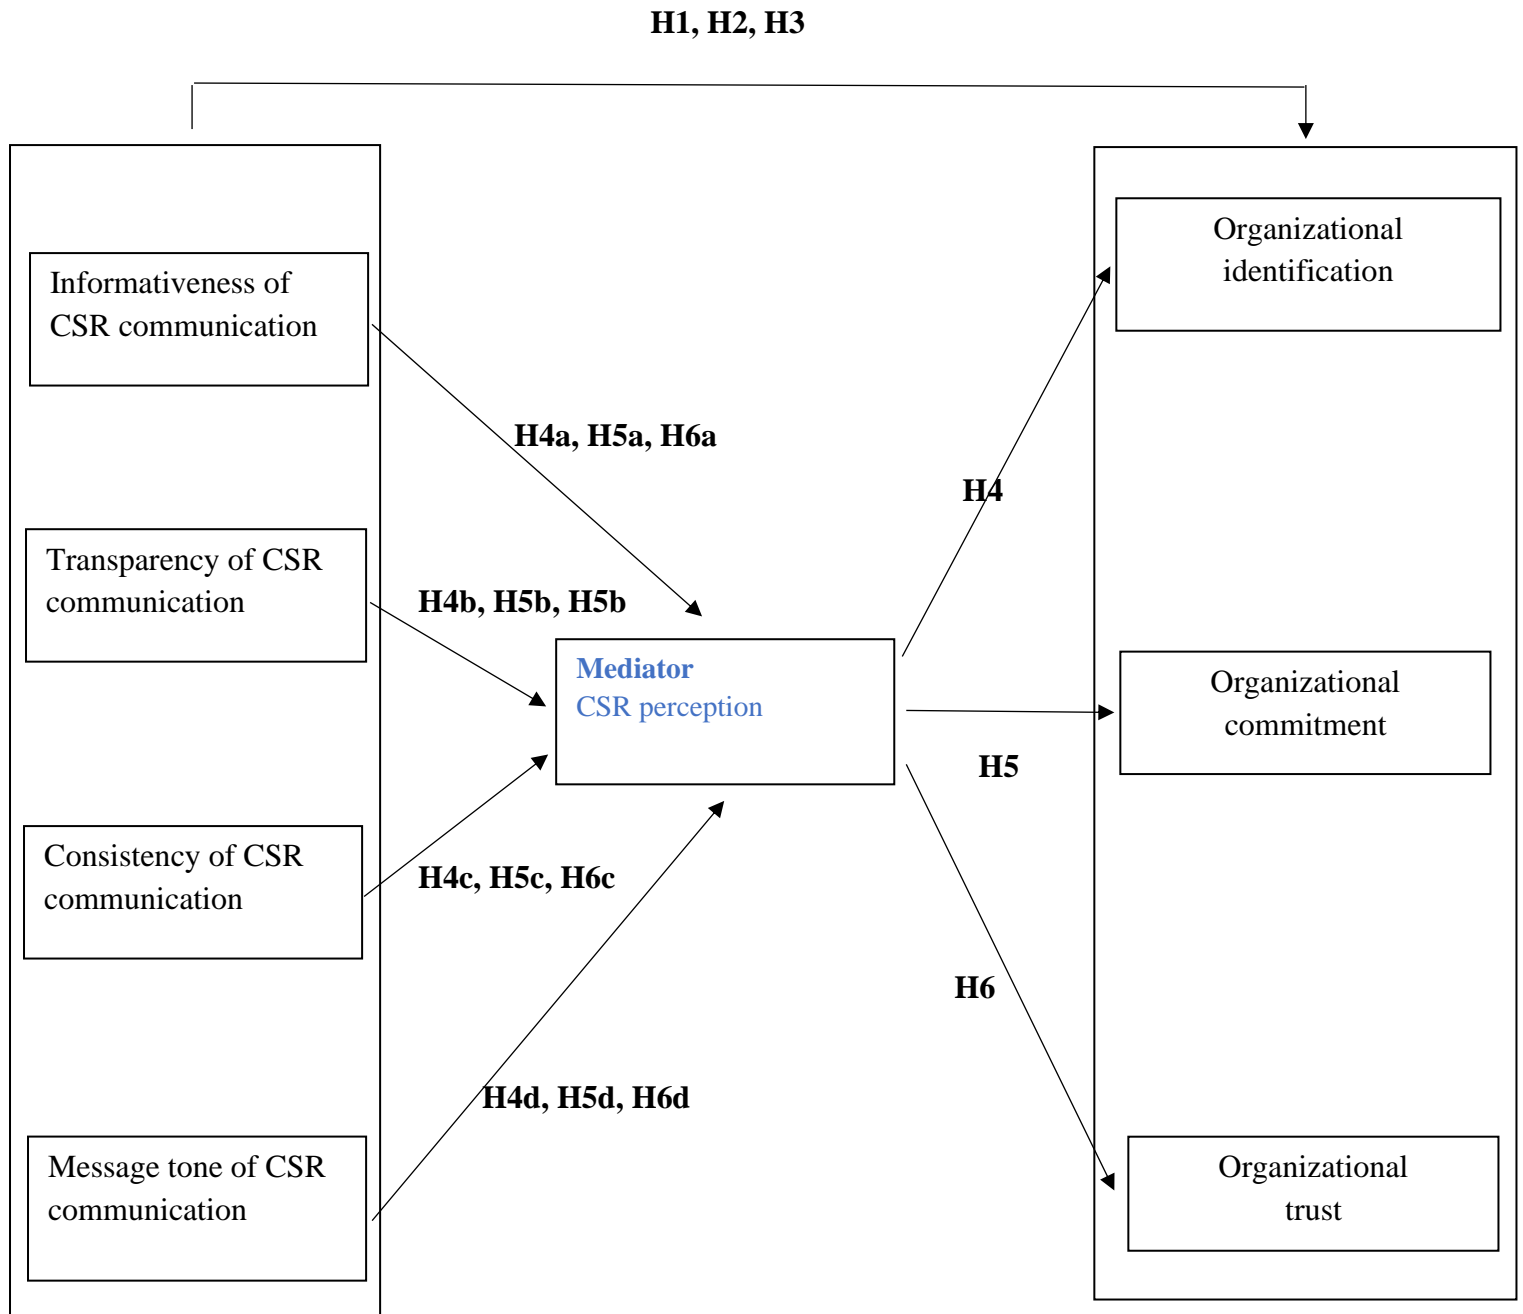 H1, H2, H3
Informativeness of
CSR communication
H4a, H5a, H6a
Transparency of CSR
communication
H4b, H5b, H5b
Consistency of CSR
communication
H4c, H5c, H6c
Message tone of CSR
communication
H4d, H5d, H6d
Mediator
CSR perception
H4
H5
H6
Organizational
identification
Organizational
commitment
Organizational
trust